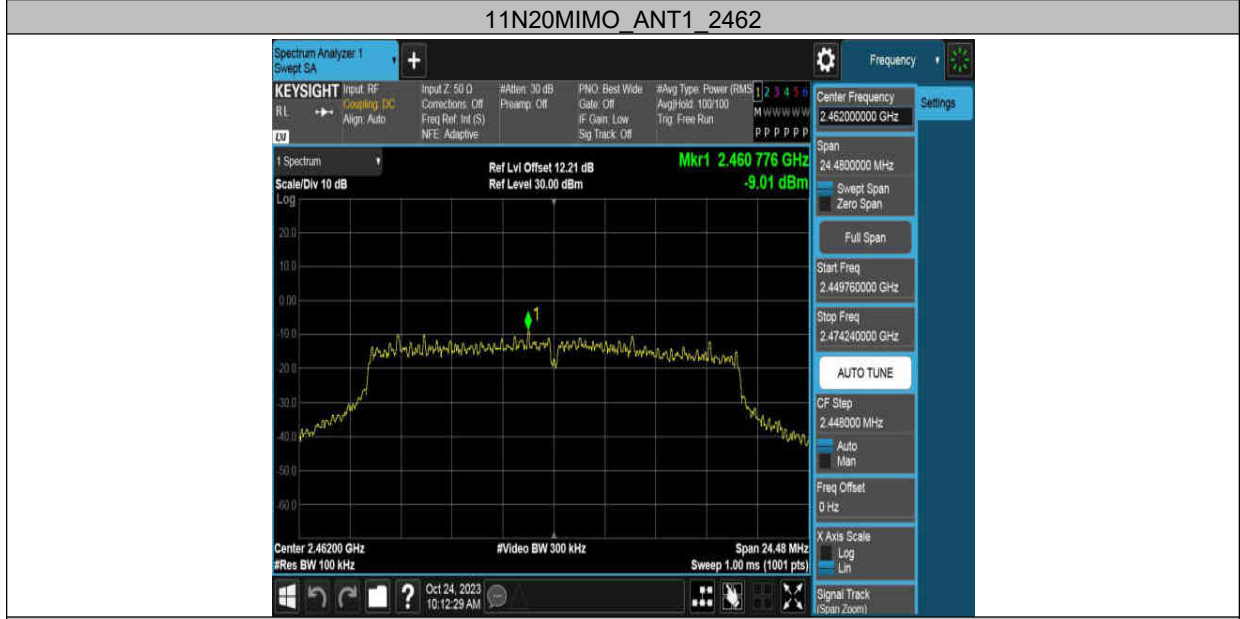 11N20MIMO_ANT1_2462
Spectrum Analyzer 1
Swept SA
+
Frequency
KEYSIGHT
RL
LXI
Input: RF
Coupling: DC
Align: Auto
Input Z: 50 Ω
Corrections: Off
Freq Ref: Int (S)
NFE: Adaptive
#Atten: 30 dB
Preamp: Off
PNO: Best Wide
Gate: Off
IF Gain: Low
Sig Track: Off
#Avg Type: Power (RMS
Avg|Hold: 100/100
Trig: Free Run
1 2 3 4 5 6
M W W W W W
P P P P P P
Center Frequency
2.462000000 GHz
Settings
Span
24.4800000 MHz
Swept Span
Zero Span
Full Span
Start Freq
2.449760000 GHz
Stop Freq
2.474240000 GHz
AUTO TUNE
CF Step
2.448000 MHz
Auto
Man
Freq Offset
0 Hz
X Axis Scale
Log
Lin
Signal Track
(Span Zoom)
1 Spectrum
Scale/Div 10 dB
Log
Ref Lvl Offset 12.21 dB
Ref Level 30.00 dBm
Mkr1 2.460 776 GHz
-9.01 dBm
20.0
10.0
0.00
-10.0
-20.0
-30.0
-40.0
-50.0
-60.0
1
Center 2.46200 GHz
#Res BW 100 kHz
#Video BW 300 kHz
Span 24.48 MHz
Sweep 1.00 ms (1001 pts)
?
Oct 24, 2023
10:12:29 AM